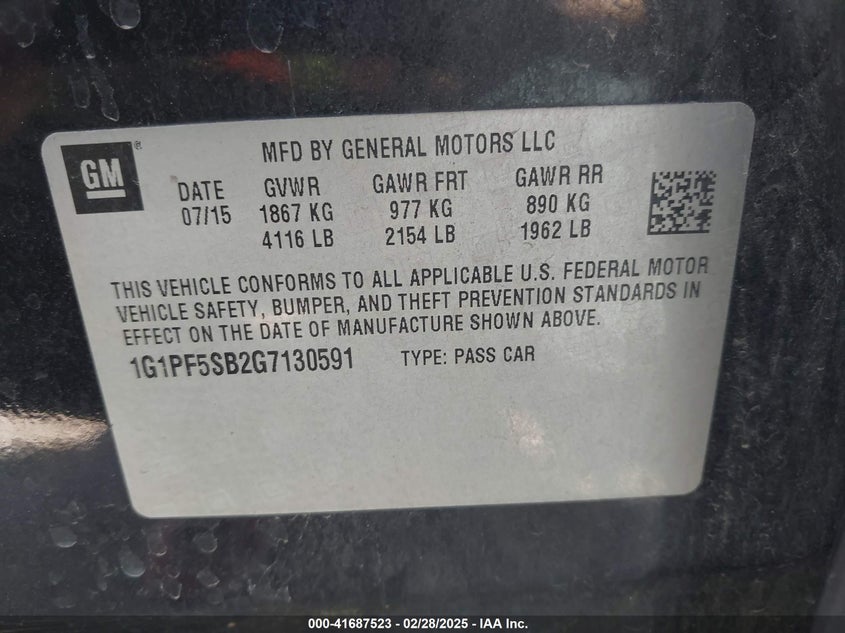 GM ®
MFD BY GENERAL MOTORS LLC
DATE GVWR GAWR FRT GAWR RR
07/15 1867 KG 977 KG 890 KG
4116 LB 2154 LB 1962 LB
THIS VEHICLE CONFORMS TO ALL APPLICABLE U.S. FEDERAL MOTOR
VEHICLE SAFETY, BUMPER, AND THEFT PREVENTION STANDARDS IN
EFFECT ON THE DATE OF MANUFACTURE SHOWN ABOVE.
1G1PF5SB2G7130591 TYPE: PASS CAR
000-41687523 - 02/28/2025 - IAA Inc.